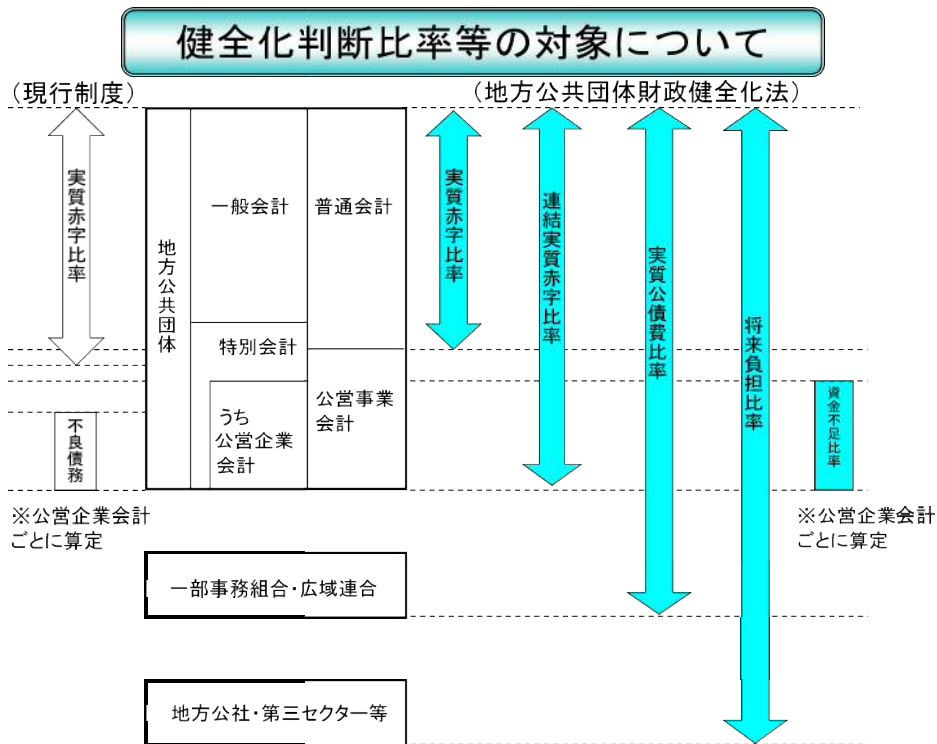 健全化判断比率等の対象について
（現行制度）
（地方公共団体財政健全化法）
実質赤字比率
地方公共団体
一般会計
普通会計
実質赤字比率
連結実質赤字比率
実質公債費比率
将来負担比率
特別会計
公営事業
会計
うち
公営企業
会計
不良債務
資金不足比率
※公営企業会計
ごとに算定
※公営企業会計
ごとに算定
一部事務組合・広域連合
地方公社・第三セクター等